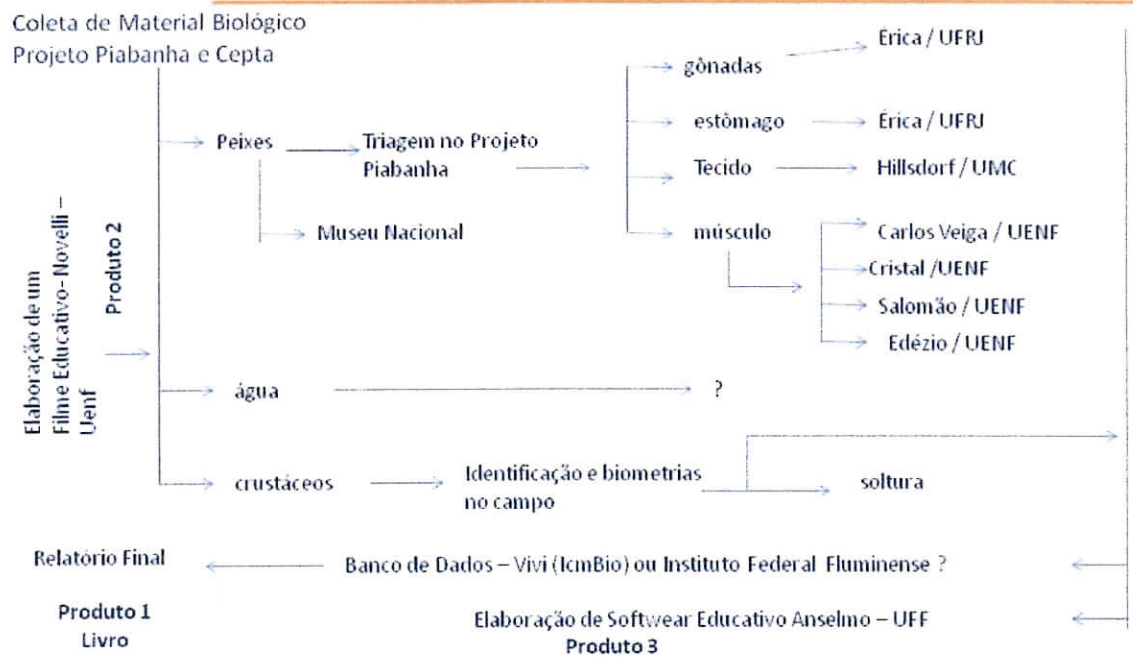 Coleta de Material Biológico
Projeto Piabanha e Cepta
Érica / UFRJ
gônadas
Peixes
Triagem no Projeto
Piabanha
estômago
Érica / UFRJ
Tecido
Hillsdorf / UMC
Museu Nacional
músculo
Carlos Veiga / UENF
Cristal /UENF
Salomão / UENF
Edézio / UENF
Elaboração de um
Filme Educativo- Novelli –
Uenf
Produto 2
água
?
crustáceos
Identificação e biometrias
no campo
soltura
Relatório Final
Banco de Dados – Vivi (IcmBio) ou Instituto Federal Fluminense ?
Produto 1
Livro
Elaboração de Softwear Educativo Anselmo – UFF
Produto 3